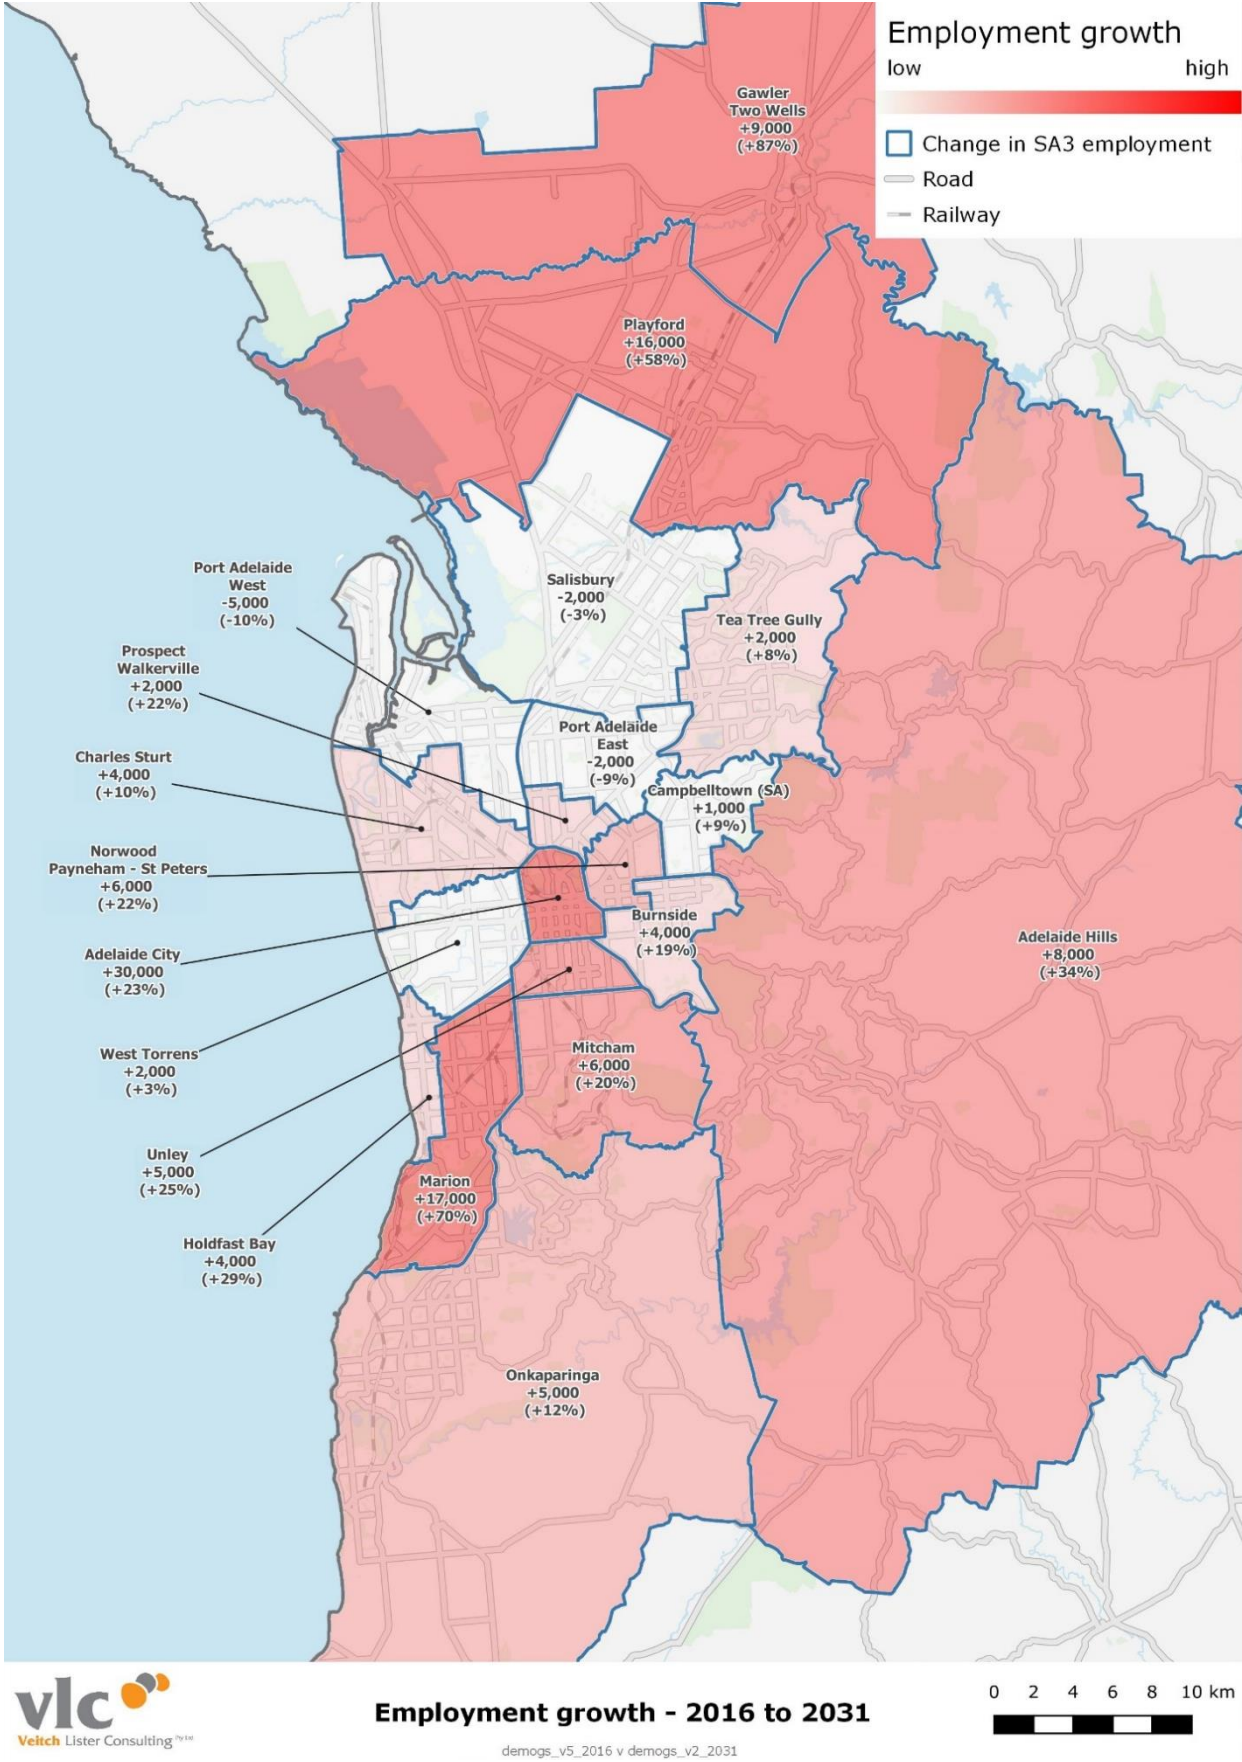 Employment growth
low high
Change in SA3 employment
Road
Railway
Gawler
Two Wells
+9,000
(+87%)
Playford
+16,000
(+58%)
Port Adelaide
West
-5,000
(-10%)
Salisbury
-2,000
(-3%)
Tea Tree Gully
+2,000
(+8%)
Prospect
Walkerville
+2,000
(+22%)
Port Adelaide
East
-2,000
(-9%)
Charles Sturt
+4,000
(+10%)
Campbelltown (SA)
+1,000
(+9%)
Norwood
Payneham - St Peters
+6,000
(+22%)
Burnside
+4,000
(+19%)
Adelaide City
+30,000
(+23%)
Adelaide Hills
+8,000
(+34%)
West Torrens
+2,000
(+3%)
Mitcham
+6,000
(+20%)
Unley
+5,000
(+25%)
Marion
+17,000
(+70%)
Holdfast Bay
+4,000
(+29%)
Onkaparinga
+5,000
(+12%)
vlc
Veitch Lister Consulting Pty Ltd
Employment growth - 2016 to 2031
demogs_v5_2016 v demogs_v2_2031
0 2 4 6 8 10 km